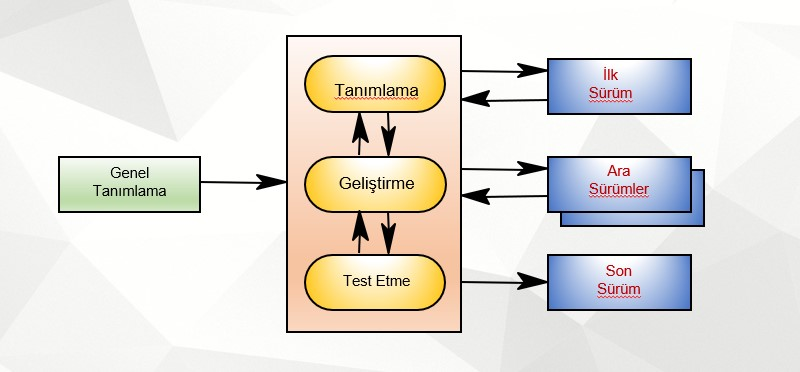 Genel
Tanımlama
Tanımlama
Geliştirme
Test Etme
İlk
Sürüm
Ara
Sürümler
Son
Sürüm